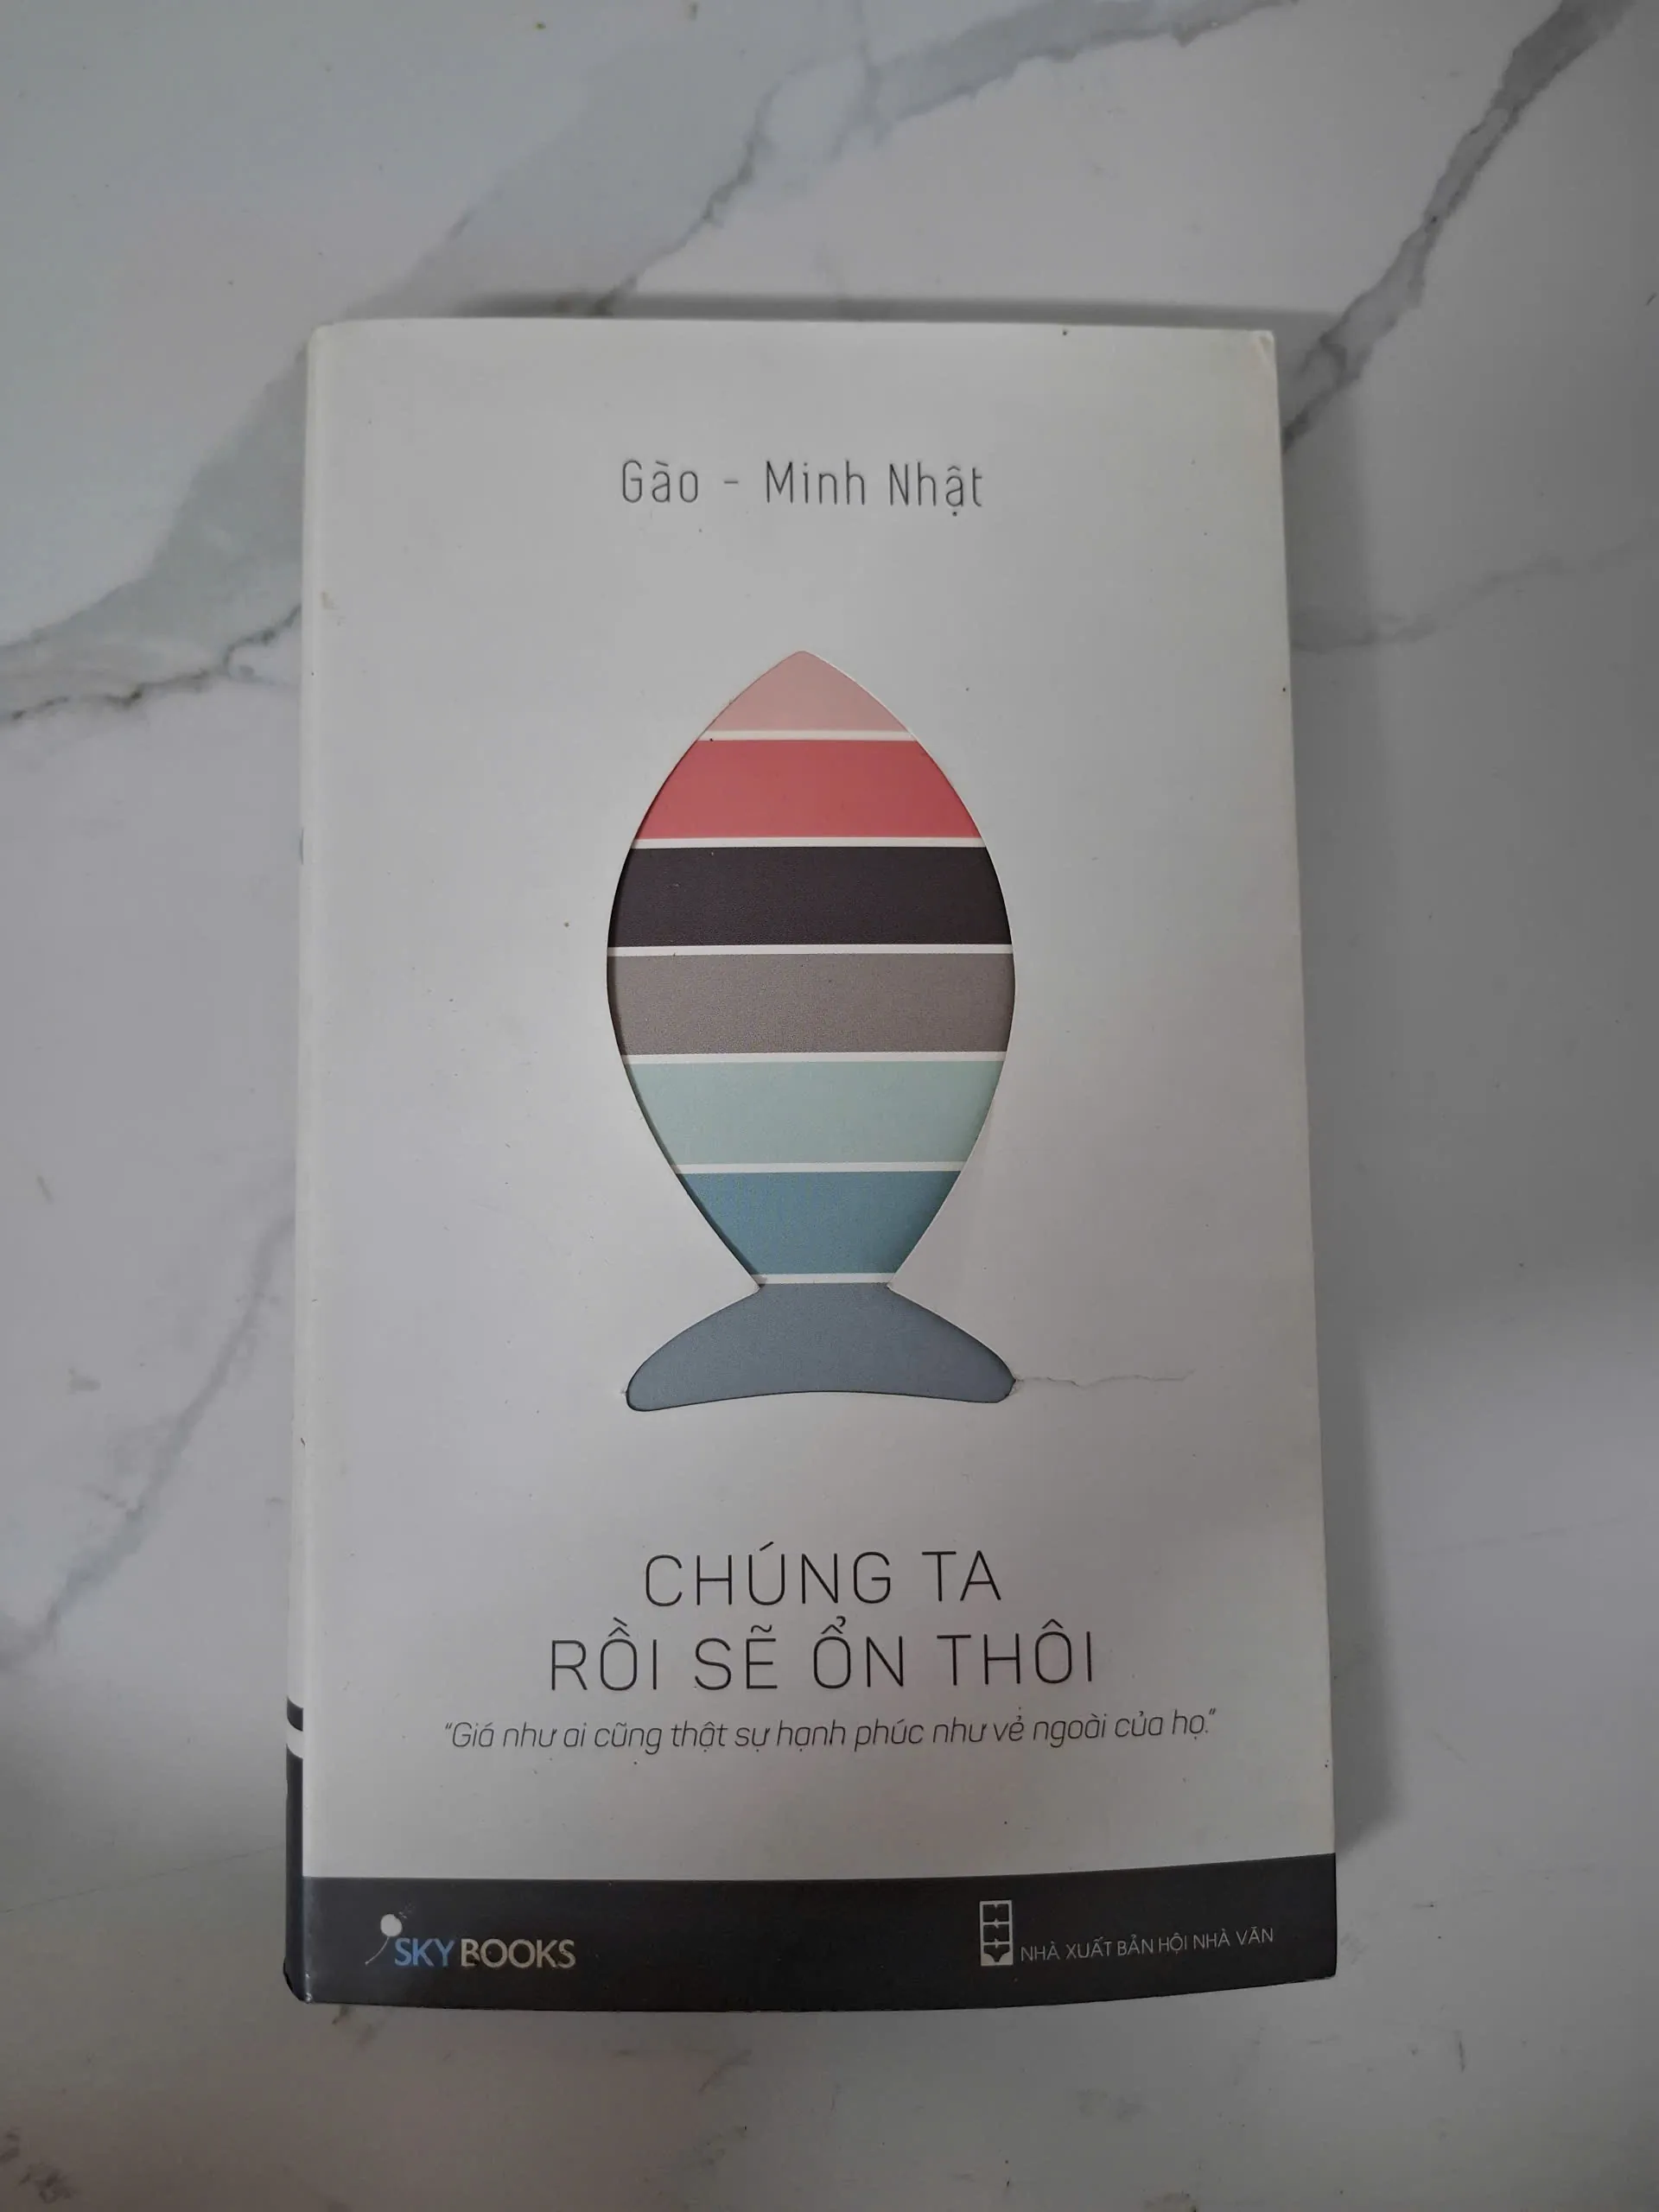 Gào - Minh Nhật
CHÚNG TA
RỒI SẼ ỔN THÔI
"Giá như ai cũng thật sự hạnh phúc như vẻ ngoài của họ."
SKYBOOKS
NHÀ XUẤT BẢN HỘI NHÀ VĂN